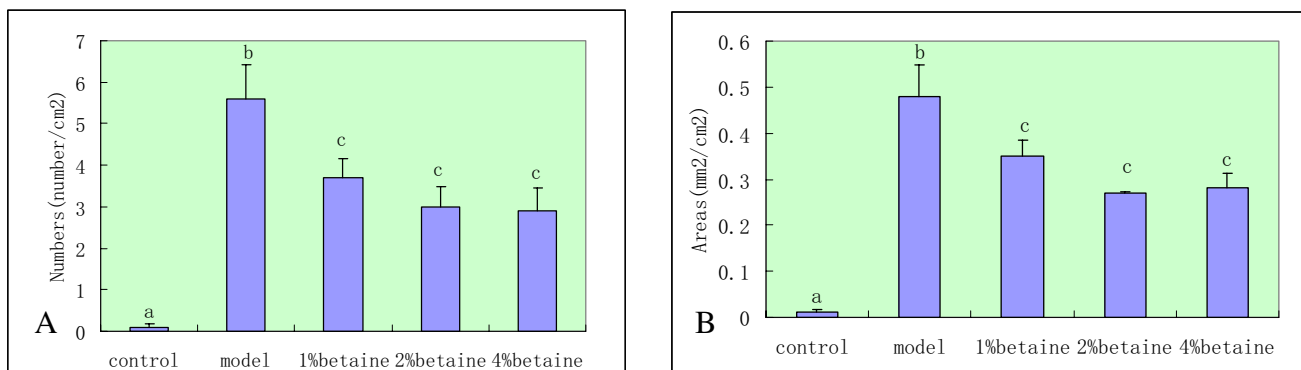 7
6
5
4
3
2
1
0
Numbers(number/cm2)
a
b
c
c
c
control model 1%betaine 2%betaine 4%betaine
A
0.6
0.5
0.4
0.3
0.2
0.1
0
Areas(mm2/cm2)
a
b
c
c
c
control model 1%betaine 2%betaine 4%betaine
B